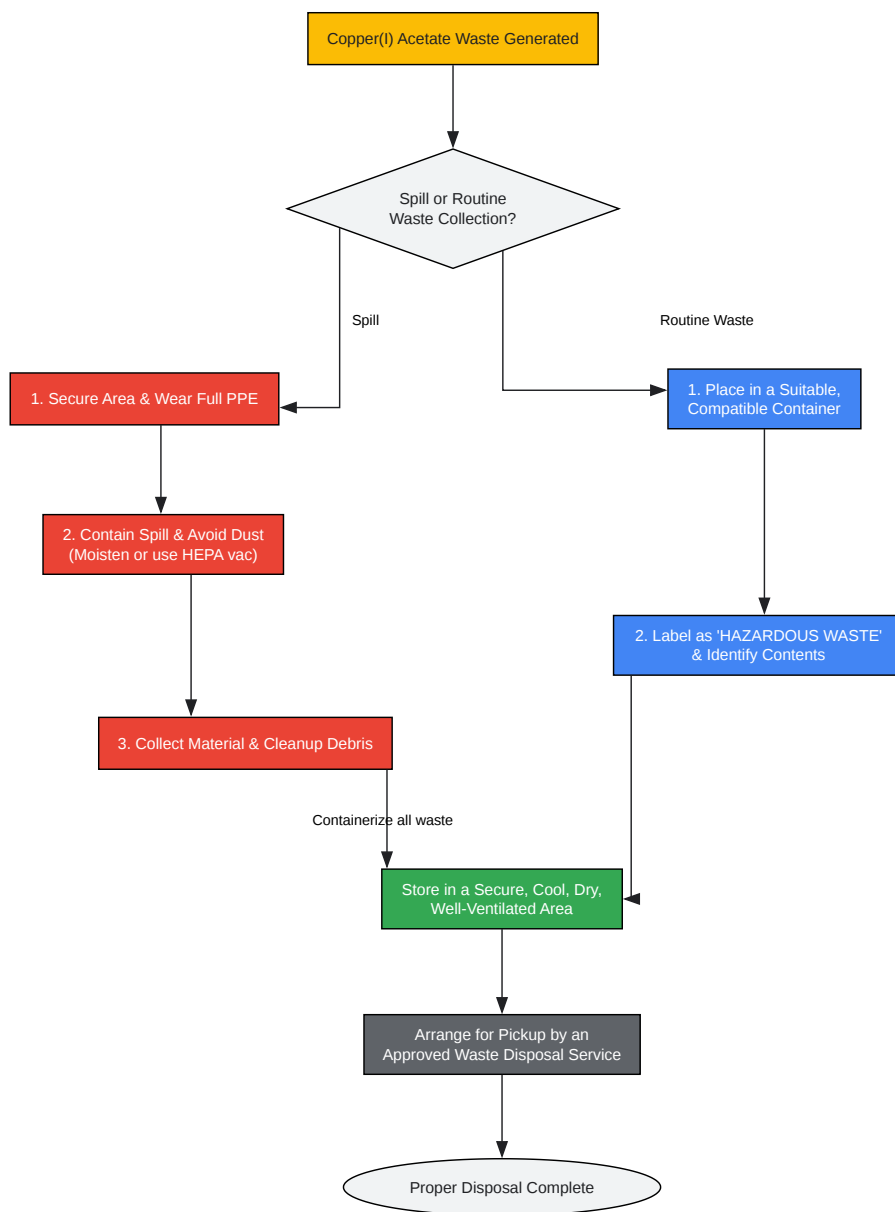 Copper(I) Acetate Waste Generated
Spill or Routine
Waste Collection?
Spill
Routine Waste
1. Secure Area & Wear Full PPE
1. Place in a Suitable,
Compatible Container
2. Contain Spill & Avoid Dust
(Moisten or use HEPA vac)
2. Label as 'HAZARDOUS WASTE'
& Identify Contents
3. Collect Material & Cleanup Debris
Containerize all waste
Store in a Secure, Cool, Dry,
Well-Ventilated Area
Arrange for Pickup by an
Approved Waste Disposal Service
Proper Disposal Complete